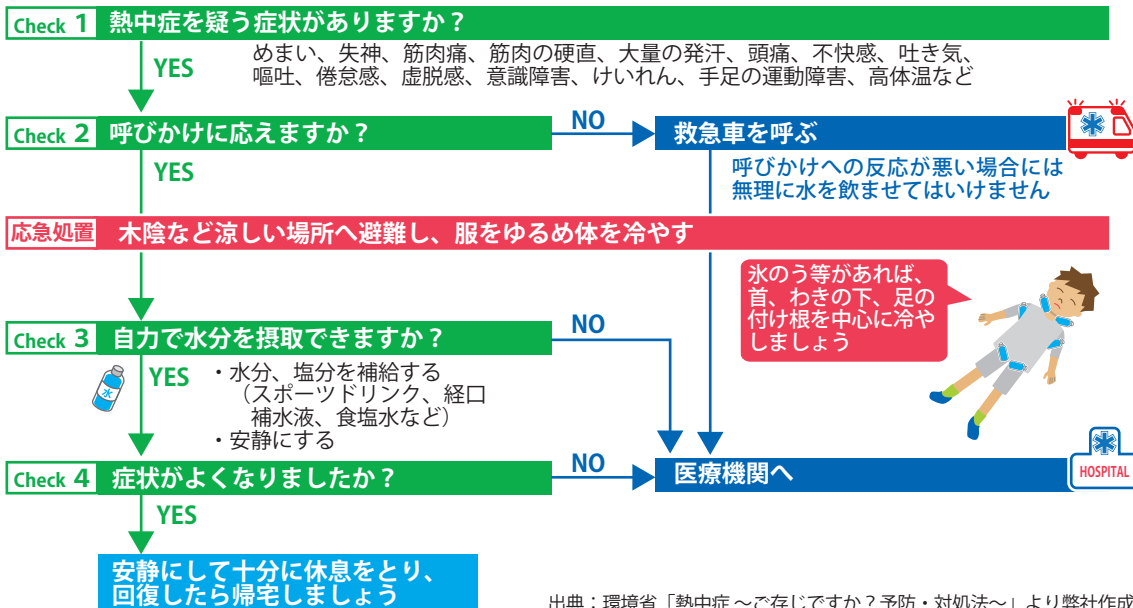 Check 1 熱中症を疑う症状がありますか？
YES
めまい、失神、筋肉痛、筋肉の硬直、大量の発汗、頭痛、不快感、吐き気、
嘔吐、倦怠感、虚脱感、意識障害、けいれん、手足の運動障害、高体温など
Check 2 呼びかけに応えますか？
NO
救急車を呼ぶ
YES
呼びかけへの反応が悪い場合には
無理に水を飲ませてはいけません
応急処置 木陰など涼しい場所へ避難し、服をゆるめ体を冷やす
氷のう等があれば、
首、わきの下、足の
付け根を中心に冷や
しましょう
Check 3 自力で水分を摂取できますか？
NO
水
YES
・水分、塩分を補給する
（スポーツドリンク、経口
補水液、食塩水など）
・安静にする
Check 4 症状がよくなりましたか？
NO
医療機関へ
HOSPITAL
YES
安静にして十分に休息をとり、
回復したら帰宅しましょう
出典：環境省「熱中症 ～ご存じですか？予防・対処法～」より弊社作成